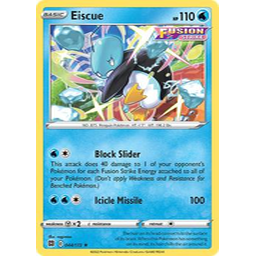 BASIC Eiscue HP 110
FUSION STRIKE
Block Slider
This attack does 40 damage to 1 of your opponent's
Pokémon for each Fusion Strike Energy attached to all of
your Pokémon. (Don't apply Weakness and Resistance for
Benched Pokémon.)
Icicle Missile 100
weakness ×2 resistance retreat